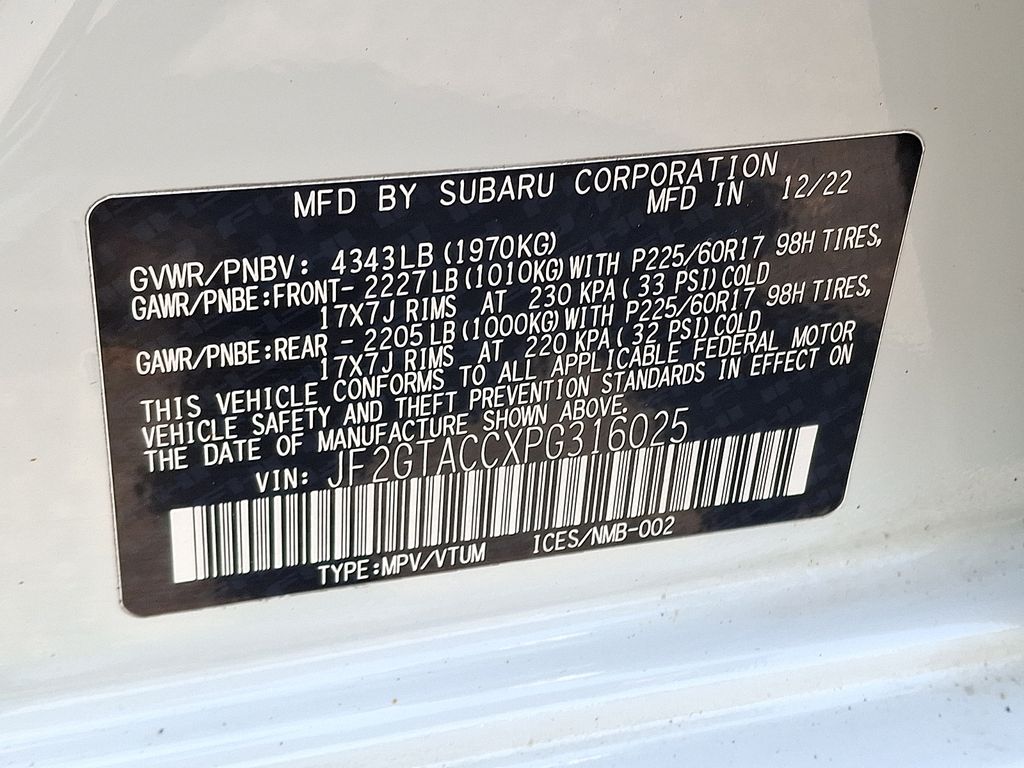 MFD BY SUBARU CORPORATION
MFD IN 12/22
GVWR/PNBV: 4343LB (1970KG)
GAWR/PNBE:FRONT- 2227LB (1010KG) WITH P225/60R17 98H TIRES,
17X7J RIMS AT 230 KPA ( 33 PSI) COLD
GAWR/PNBE:REAR - 2205LB (1000KG) WITH P225/60R17 98H TIRES,
17X7J RIMS AT 220 KPA ( 32 PSI) COLD
THIS VEHICLE CONFORMS TO ALL APPLICABLE FEDERAL MOTOR
VEHICLE SAFETY AND THEFT PREVENTION STANDARDS IN EFFECT ON
THE DATE OF MANUFACTURE SHOWN ABOVE.
VIN: JF2GTACCXPG316025
TYPE:MPV/VTUM ICES/NMB-002